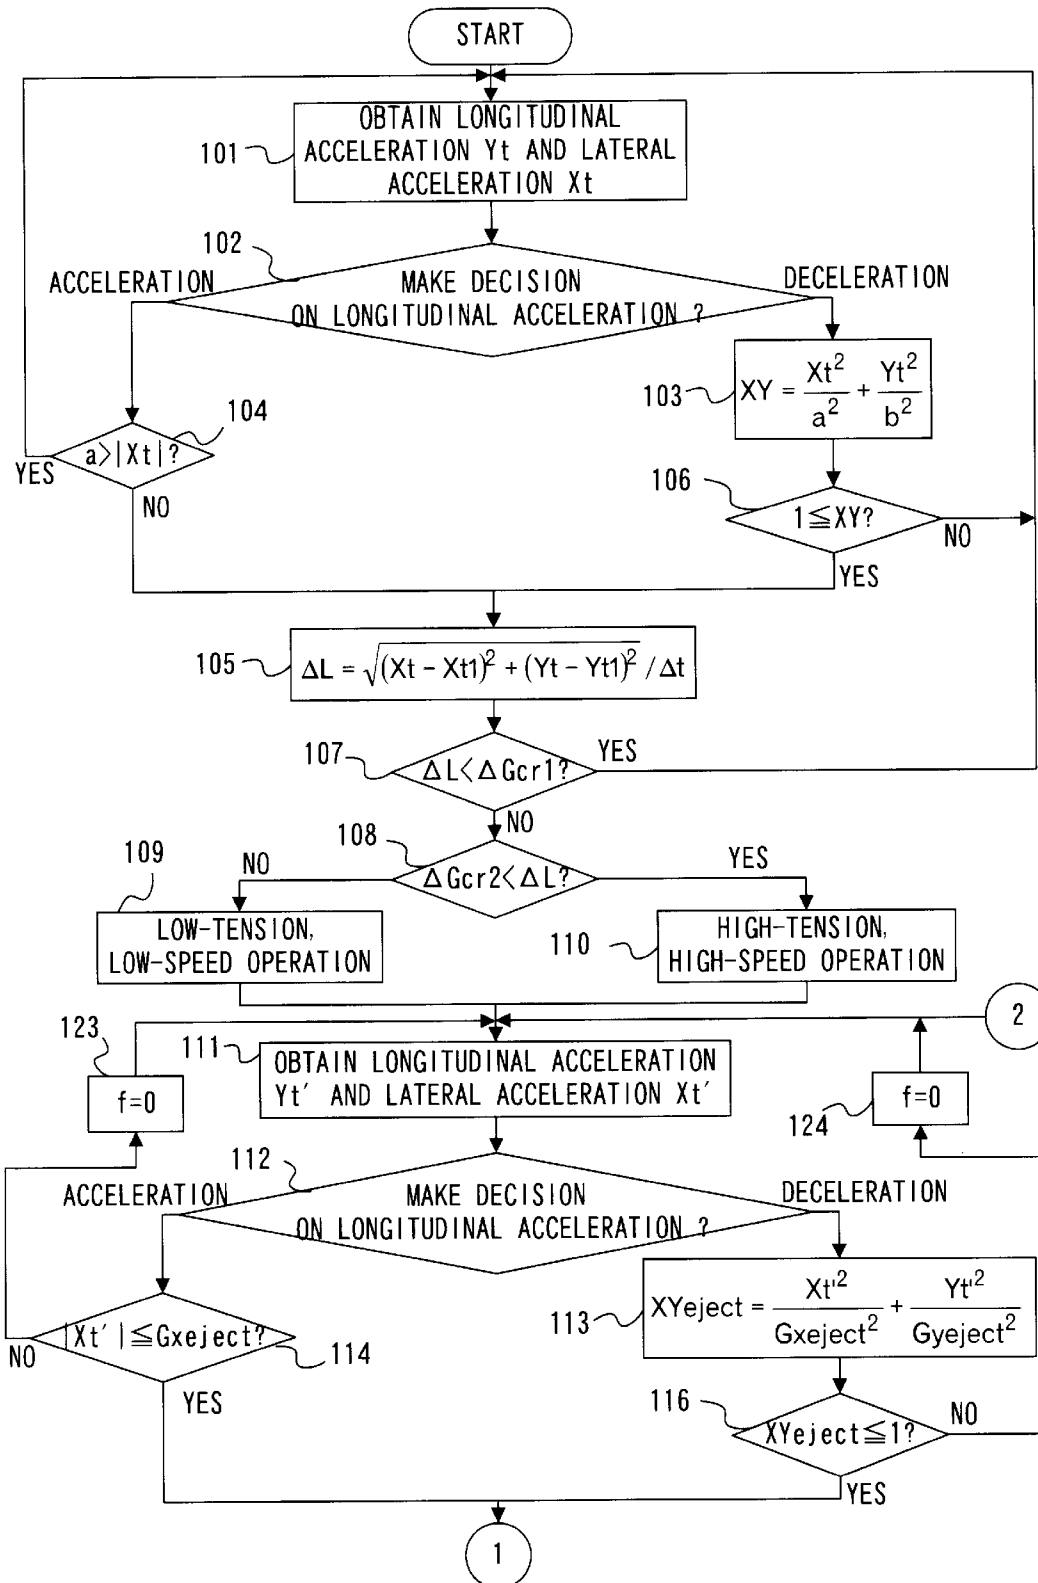 START
OBTAIN LONGITUDINAL
ACCELERATION Yt AND LATERAL
ACCELERATION Xt
101
102
ACCELERATION
MAKE DECISION
ON LONGITUDINAL ACCELERATION ?
DECELERATION
103
XY = Xt²/a² + Yt²/b²
104
a>|Xt|?
YES
NO
106
1≦XY?
NO
YES
105
ΔL = √(Xt − Xt1)² + (Yt − Yt1)² / Δt
107
ΔL<ΔGcr1?
YES
NO
108
ΔGcr2<ΔL?
NO
YES
109
LOW-TENSION,
LOW-SPEED OPERATION
110
HIGH-TENSION,
HIGH-SPEED OPERATION
2
123
f=0
111
OBTAIN LONGITUDINAL ACCELERATION
Yt′ AND LATERAL ACCELERATION Xt′
f=0
124
112
ACCELERATION
MAKE DECISION
ON LONGITUDINAL ACCELERATION ?
DECELERATION
113
XYeject = Xt'²/Gxeject² + Yt'²/Gyeject²
|Xt′|≦Gxeject?
114
NO
YES
116
XYeject≦1?
NO
YES
1